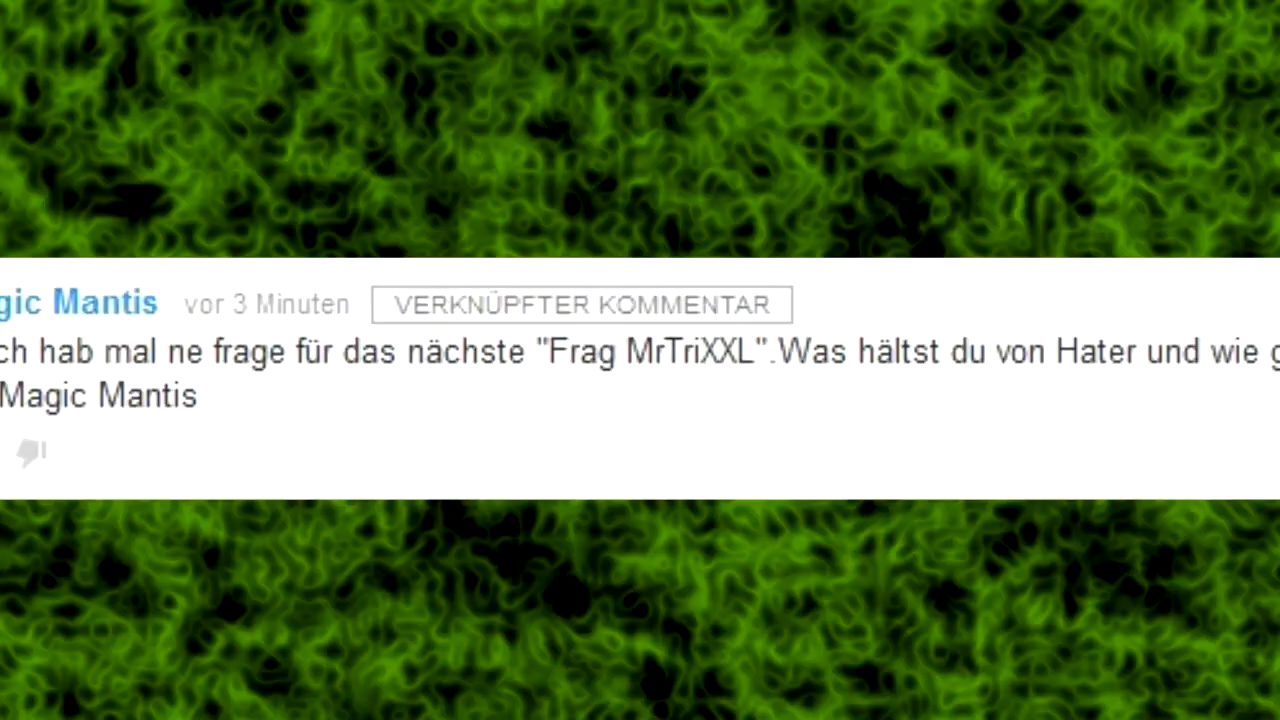 gic Mantis vor 3 Minuten VERKNÜPFTER KOMMENTAR
ch hab mal ne frage für das nächste "Frag MrTriXXL".Was hältst du von Hater und wie g
Magic Mantis